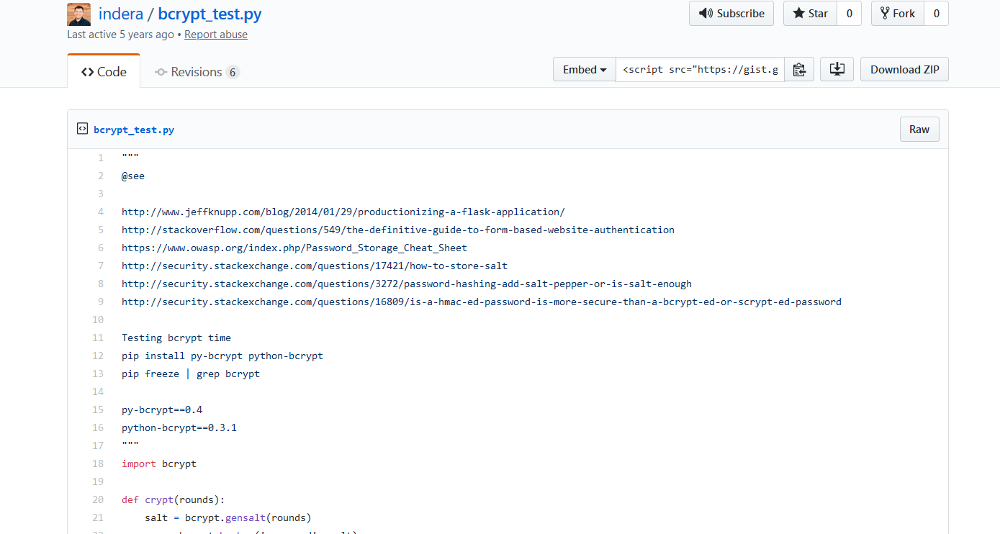 indera / bcrypt_test.py
Subscribe
Star 0
Fork 0
Last active 5 years ago • Report abuse
Code
Revisions 6
Embed
<script src="https://gist.g
Download ZIP
bcrypt_test.py
Raw
1 """
2 @see
3
4 http://www.jeffknupp.com/blog/2014/01/29/productionizing-a-flask-application/
5 http://stackoverflow.com/questions/549/the-definitive-guide-to-form-based-website-authentication
6 https://www.owasp.org/index.php/Password_Storage_Cheat_Sheet
7 http://security.stackexchange.com/questions/17421/how-to-store-salt
8 http://security.stackexchange.com/questions/3272/password-hashing-add-salt-pepper-or-is-salt-enough
9 http://security.stackexchange.com/questions/16809/is-a-hmac-ed-password-is-more-secure-than-a-bcrypt-ed-or-scrypt-ed-password
10
11 Testing bcrypt time
12 pip install py-bcrypt python-bcrypt
13 pip freeze | grep bcrypt
14
15 py-bcrypt==0.4
16 python-bcrypt==0.3.1
17 """
18 import bcrypt
19
20 def crypt(rounds):
21 salt = bcrypt.gensalt(rounds)